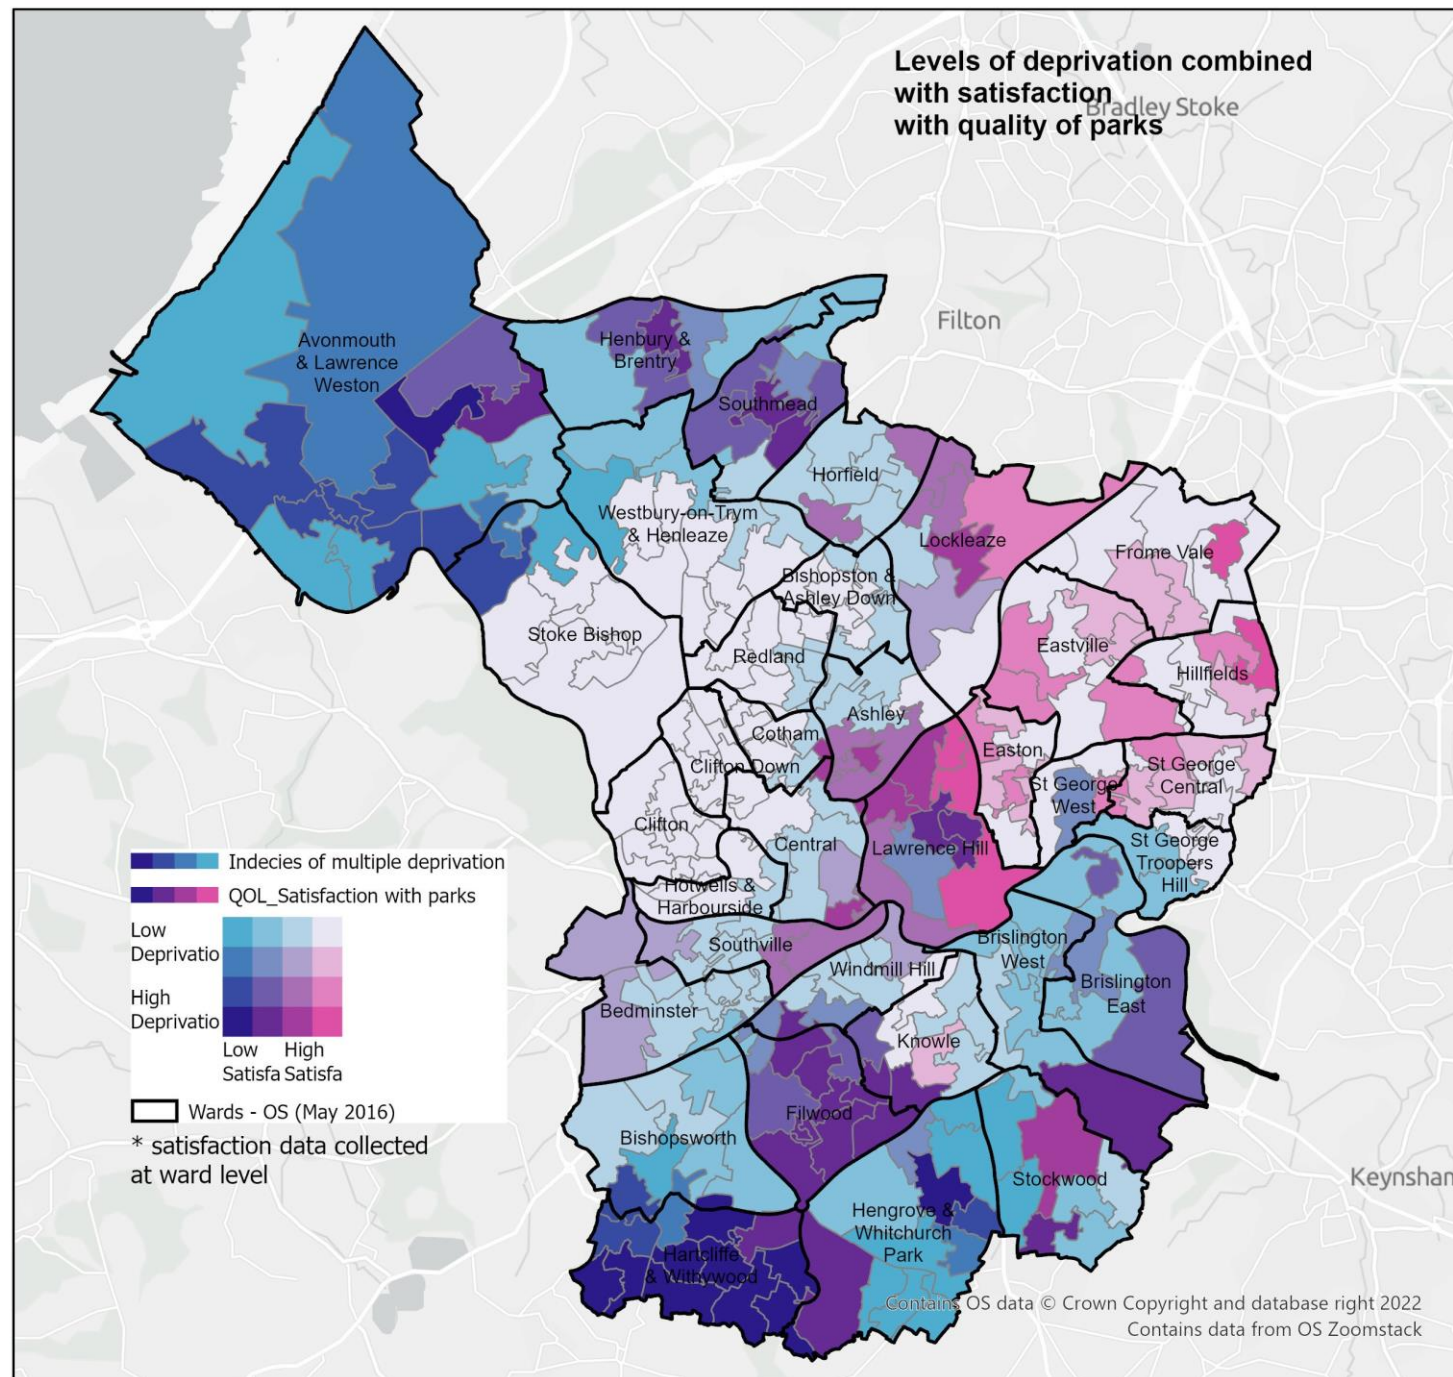 Levels of deprivation combined
with satisfaction
with quality of parks
Bradley Stoke
Filton
Avonmouth
& Lawrence
Weston
Henbury &
Brentry
Southmead
Horfield
Lockleaze
Westbury-on-Trym
& Henleaze
Frome Vale
Bishopston &
Ashley Down
Stoke Bishop
Redland
Eastville
Hillfields
Ashley
Cotham
Easton
Clifton Down
St George
Central
St George
West
Clifton
Central
Lawrence Hill
St George
Troopers
Hill
Hotwells &
Harbourside
Southville
Windmill Hill
Brislington
West
Brislington
East
Bedminster
Knowle
Filwood
Bishopsworth
Stockwood
Hengrove &
Whitchurch
Park
Hartcliffe
& Withywood
Keynsham
Indecies of multiple deprivation
QOL_Satisfaction with parks
Low
Deprivatio
High
Deprivatio
Low High
Satisfa Satisfa
Wards - OS (May 2016)
* satisfaction data collected
at ward level
Contains OS data © Crown Copyright and database right 2022
Contains data from OS Zoomstack